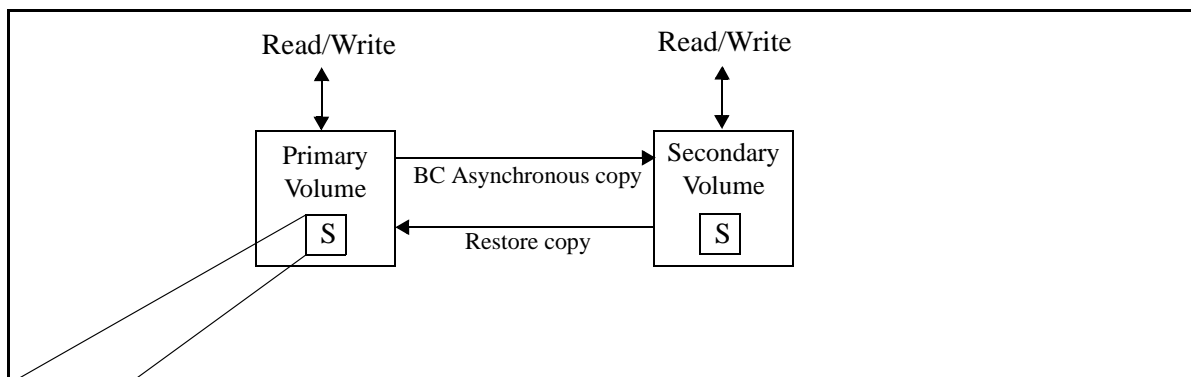 Read/Write
Read/Write
Primary
Volume
S
BC Asynchronous copy
Restore copy
Secondary
Volume
S